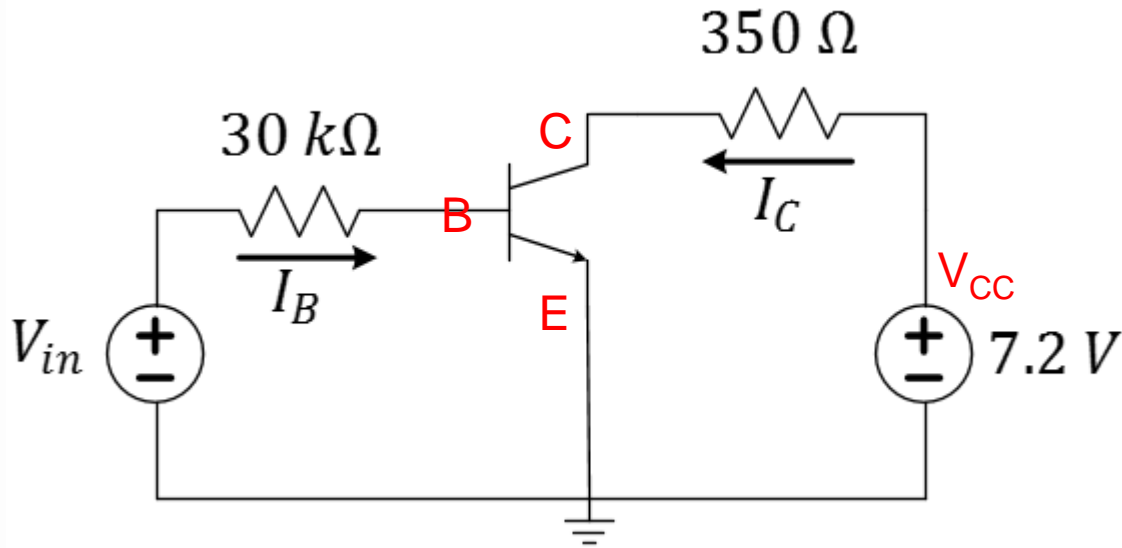 350 Ω
30 kΩ
C
B
I_C
I_B
E
V_CC
V_in
+
−
+
−
7.2 V